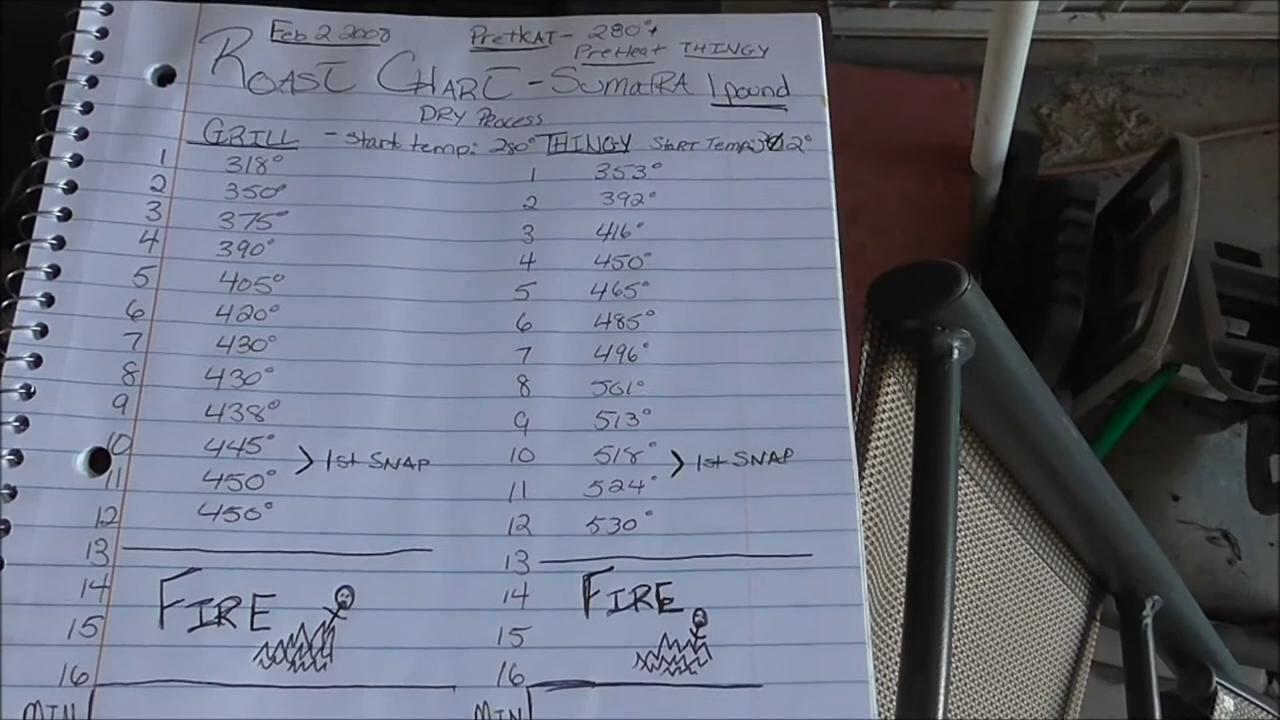 Feb 2 2008 PreHEAT- 280°+
PreHeat THINGY
ROAST CHART - SumatRA 1 pound
DRY PROCESS
GRILL - Start temp: 280° THINGY Start Temp: 2°
1 318° 1 353°
2 350° 2 392°
3 375° 3 416°
4 390° 4 450°
5 405° 5 465°
6 420° 6 485°
7 430° 7 496°
8 430° 8 501°
9 438° 9 513°
10 445° 10 518°
> 1st SNAP > 1st SNAP
11 450° 11 524°
12 450° 12 530°
13 13
14 14
FIRE FIRE
15 15
16 16
MIN MIN